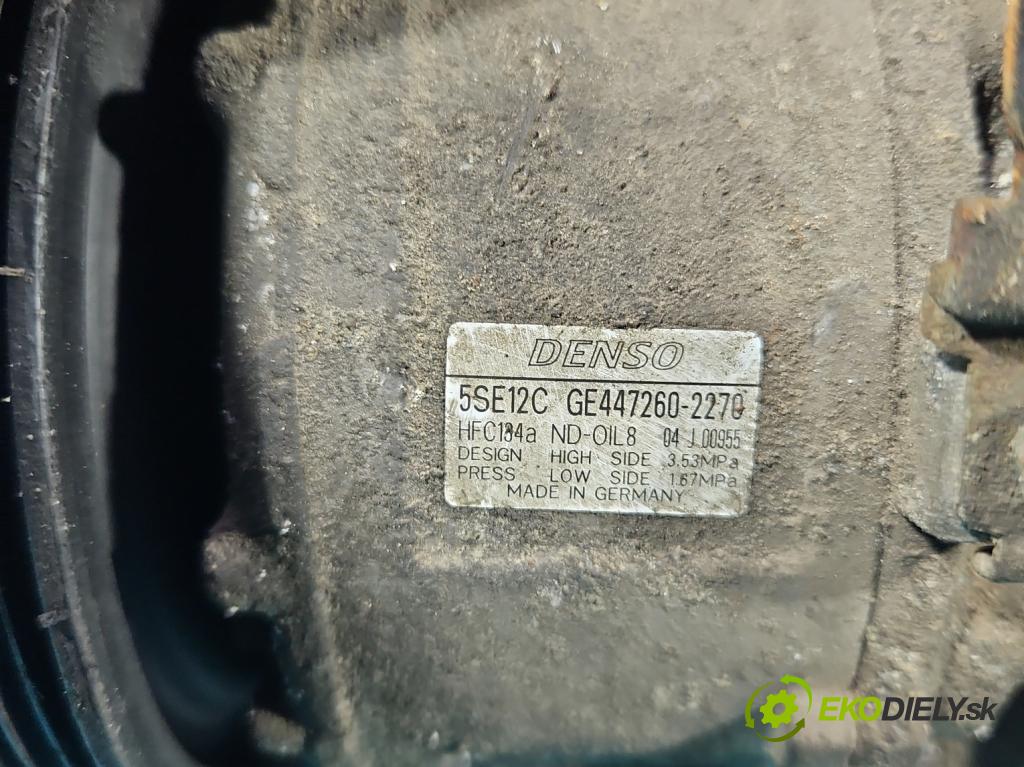 DENSO
5SE12C GE447260-2270
HFC134a ND-OIL8 04 J 00955
DESIGN HIGH SIDE 3.53MPa
PRESS LOW SIDE 1.67MPa
MADE IN GERMANY
EKODIELY.sk